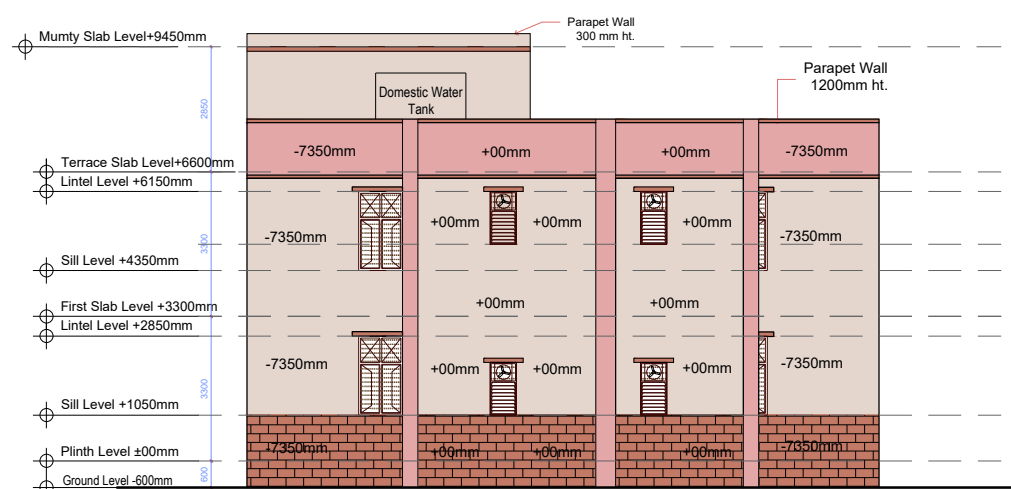 Parapet Wall
300 mm ht.
Mumty Slab Level+9450mm
Parapet Wall
1200mm ht.
Domestic Water
Tank
2850
-7350mm
+00mm
+00mm
-7350mm
Terrace Slab Level+6600mm
Lintel Level +6150mm
+00mm
+00mm
+00mm
-7350mm
-7350mm
3300
Sill Level +4350mm
First Slab Level +3300mm
+00mm
+00mm
Lintel Level +2850mm
-7350mm
+00mm
+00mm
+00mm
-7350mm
3300
Sill Level +1050mm
-7350mm
+00mm
+00mm
+00mm
-7350mm
Plinth Level ±00mm
600
Ground Level -600mm